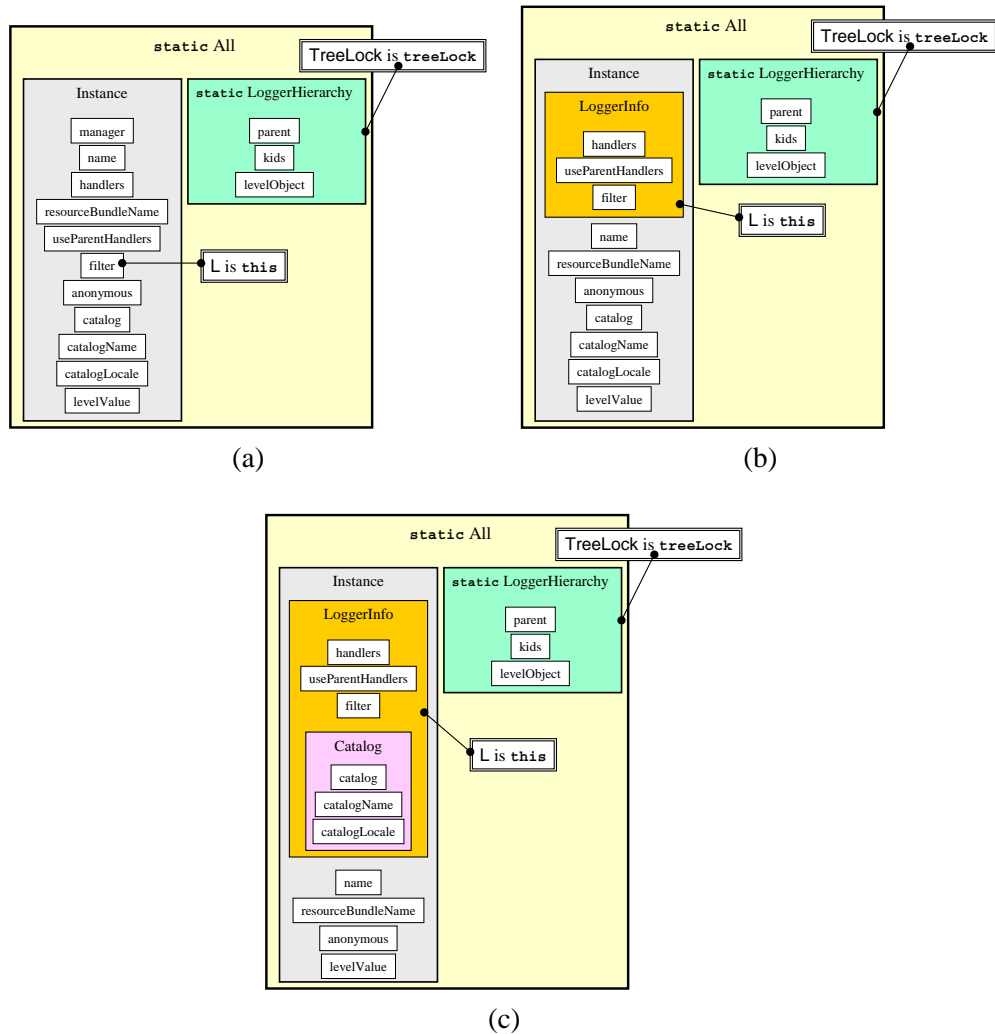 static All
TreeLock is treeLock
Instance
manager
name
handlers
resourceBundleName
useParentHandlers
filter
anonymous
catalog
catalogName
catalogLocale
levelValue
static LoggerHierarchy
parent
kids
levelObject
L is this
(a)
static All
TreeLock is treeLock
Instance
LoggerInfo
handlers
useParentHandlers
filter
name
resourceBundleName
anonymous
catalog
catalogName
catalogLocale
levelValue
static LoggerHierarchy
parent
kids
levelObject
L is this
(b)
static All
TreeLock is treeLock
Instance
LoggerInfo
handlers
useParentHandlers
filter
Catalog
catalog
catalogName
catalogLocale
name
resourceBundleName
anonymous
levelValue
static LoggerHierarchy
parent
kids
levelObject
L is this
(c)